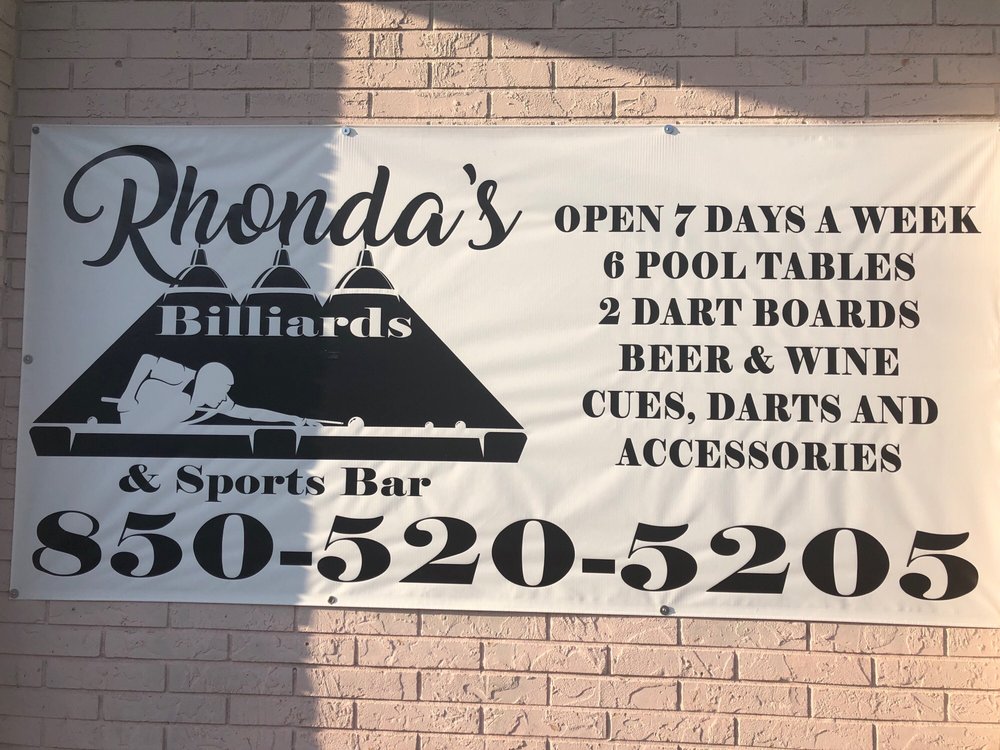 Rhonda's
Billiards
& Sports Bar
OPEN 7 DAYS A WEEK
6 POOL TABLES
2 DART BOARDS
BEER & WINE
CUES, DARTS AND
ACCESSORIES
850-520-5205